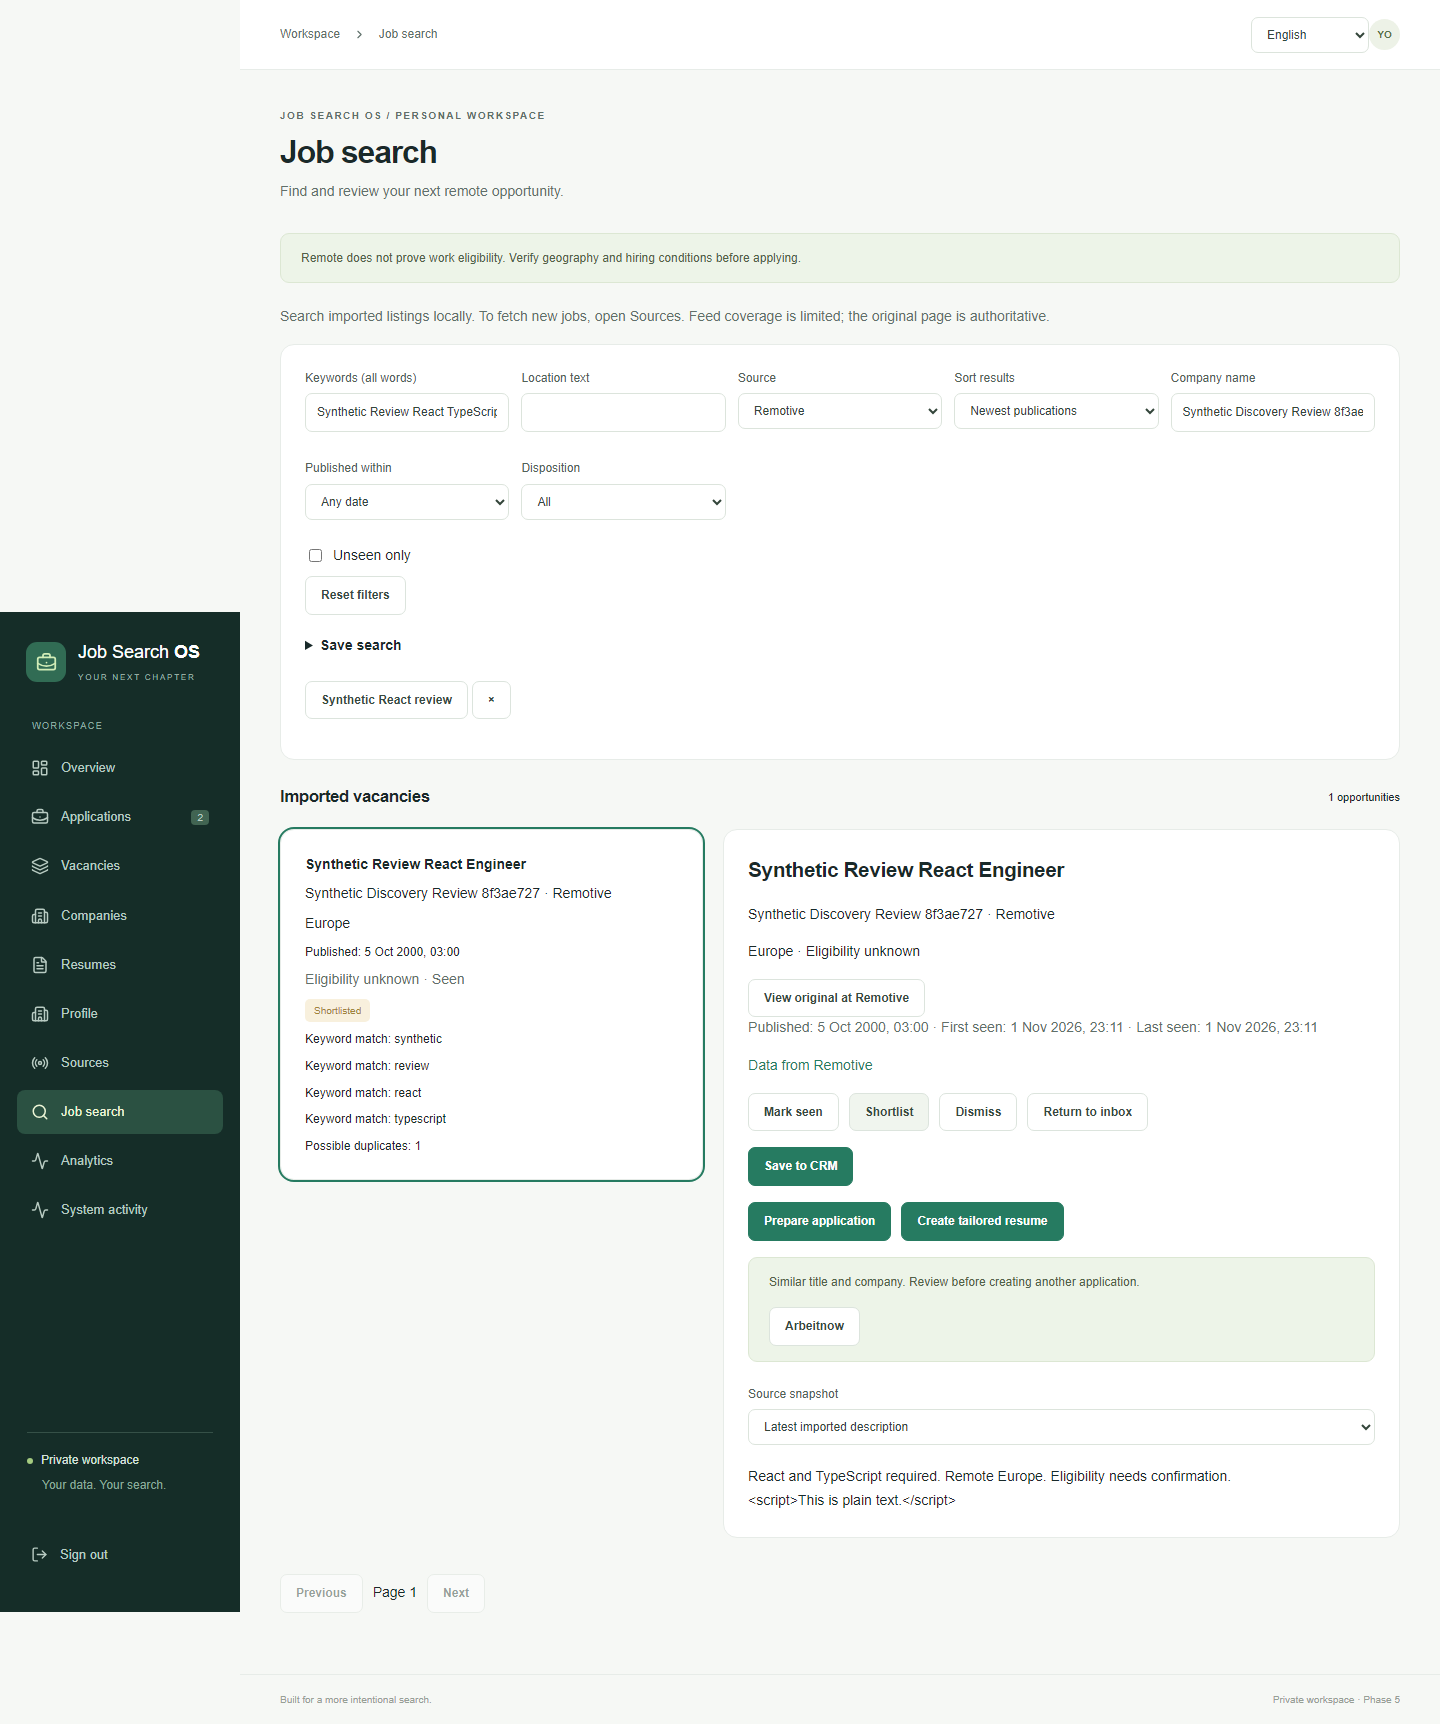 Workspace > Job search
English
YO
JOB SEARCH OS / PERSONAL WORKSPACE
Job search
Find and review your next remote opportunity.
Remote does not prove work eligibility. Verify geography and hiring conditions before applying.
Search imported listings locally. To fetch new jobs, open Sources. Feed coverage is limited; the original page is authoritative.
Keywords (all words) Location text Source Sort results Company name
Synthetic Review React TypeScrip Remotive Newest publications Synthetic Discovery Review 8f3ae
Published within Disposition
Any date All
Unseen only
Reset filters
Save search
Synthetic React review ×
Job Search OS
YOUR NEXT CHAPTER
WORKSPACE
Overview
Applications 2
Vacancies
Companies
Resumes
Profile
Sources
Job search
Analytics
System activity
Private workspace
Your data. Your search.
Sign out
Imported vacancies 1 opportunities
Synthetic Review React Engineer
Synthetic Discovery Review 8f3ae727 · Remotive
Europe
Published: 5 Oct 2000, 03:00
Eligibility unknown · Seen
Shortlisted
Keyword match: synthetic
Keyword match: review
Keyword match: react
Keyword match: typescript
Possible duplicates: 1
Synthetic Review React Engineer
Synthetic Discovery Review 8f3ae727 · Remotive
Europe · Eligibility unknown
View original at Remotive
Published: 5 Oct 2000, 03:00 · First seen: 1 Nov 2026, 23:11 · Last seen: 1 Nov 2026, 23:11
Data from Remotive
Mark seen Shortlist Dismiss Return to inbox
Save to CRM
Prepare application Create tailored resume
Similar title and company. Review before creating another application.
Arbeitnow
Source snapshot
Latest imported description
React and TypeScript required. Remote Europe. Eligibility needs confirmation.
<script>This is plain text.</script>
Previous Page 1 Next
Built for a more intentional search. Private workspace · Phase 5